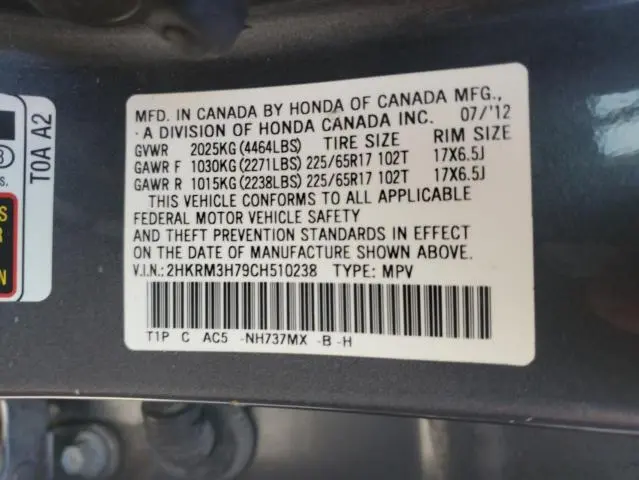 MFD. IN CANADA BY HONDA OF CANADA MFG.,
A DIVISION OF HONDA CANADA INC. 07/'12
GVWR 2025KG (4464LBS) TIRE SIZE RIM SIZE
GAWR F 1030KG (2271LBS) 225/65R17 102T 17X6.5J
GAWR R 1015KG (2238LBS) 225/65R17 102T 17X6.5J
THIS VEHICLE CONFORMS TO ALL APPLICABLE
FEDERAL MOTOR VEHICLE SAFETY
AND THEFT PREVENTION STANDARDS IN EFFECT
ON THE DATE OF MANUFACTURE SHOWN ABOVE.
V.I.N.: 2HKRM3H79CH510238 TYPE: MPV
T1P C AC5 -NH737MX -B -H
T0A A2